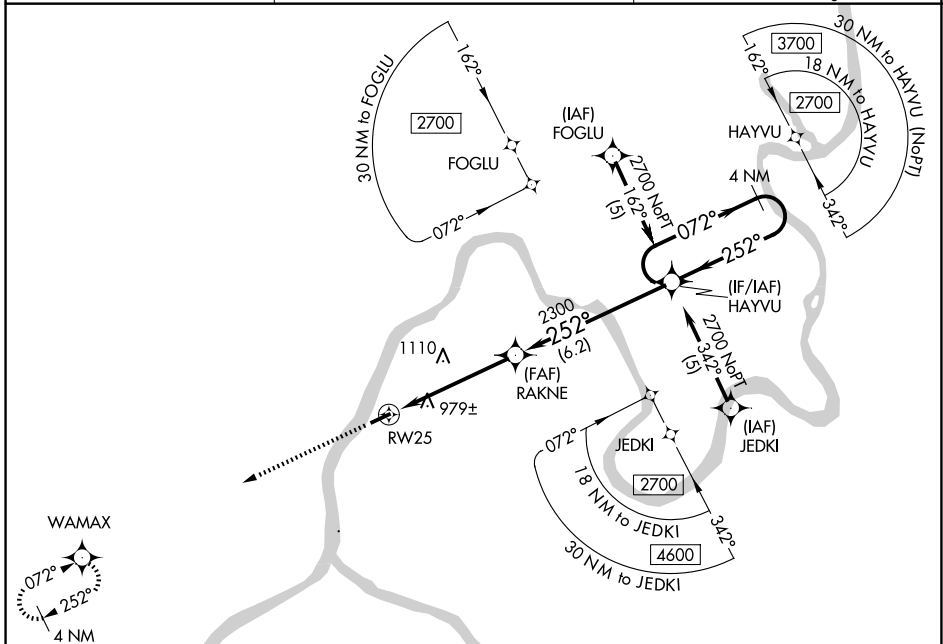 30 NM to FOGLU
162°
2700
FOGLU
072°
(IAF)
FOGLU
2700 NoPT
162°
(5)
30 NM to HAYVU (NoPT)
3700
18 NM to HAYVU
162°
2700
HAYVU
342°
4 NM
072°
252°
(IF/IAF)
HAYVU
2300
252°
(6.2)
1110
(FAF)
RAKNE
979±
RW25
2700 NoPT
342°
(5)
(IAF)
JEDKI
072°
JEDKI
2700
18 NM to JEDKI
342°
4600
30 NM to JEDKI
WAMAX
072°
252°
4 NM